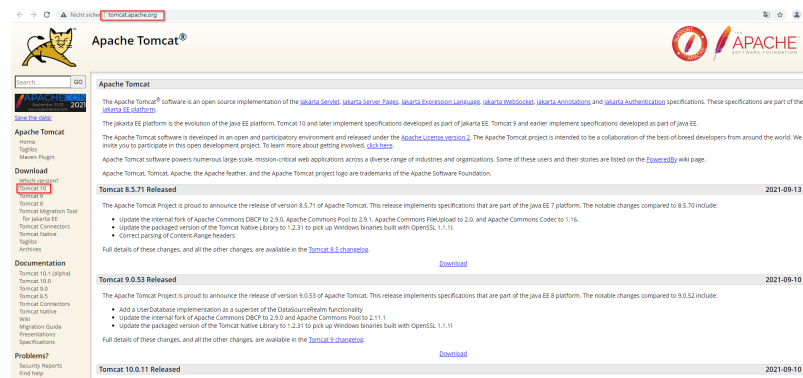 Nicht sicher | tomcat.apache.org
Apache Tomcat®
THE
APACHE
SOFTWARE FOUNDATION
Search... GO
APACHECON
September 21-23 2021
Save the date!
Apache Tomcat
Home
Taglibs
Maven Plugin
Download
Which version?
Tomcat 10
Tomcat 9
Tomcat 8
Tomcat Migration Tool
for Jakarta EE
Tomcat Connectors
Tomcat Native
Taglibs
Archives
Documentation
Tomcat 10.1 (alpha)
Tomcat 10.0
Tomcat 9.0
Tomcat 8.5
Tomcat Connectors
Tomcat Native
Wiki
Migration Guide
Presentations
Specifications
Problems?
Security Reports
Find help
Apache Tomcat
The Apache Tomcat® software is an open source implementation of the Jakarta Servlet, Jakarta Server Pages, Jakarta Expression Language, Jakarta WebSocket, Jakarta Annotations and Jakarta Authentication specifications. These specifications are part of the
Jakarta EE platform.
The Jakarta EE platform is the evolution of the Java EE platform. Tomcat 10 and later implement specifications developed as part of Jakarta EE. Tomcat 9 and earlier implement specifications developed as part of Java EE.
The Apache Tomcat software is developed in an open and participatory environment and released under the Apache License version 2. The Apache Tomcat project is intended to be a collaboration of the best-of-breed developers from around the world. We
invite you to participate in this open development project. To learn more about getting involved, click here.
Apache Tomcat software powers numerous large-scale, mission-critical web applications across a diverse range of industries and organizations. Some of these users and their stories are listed on the PoweredBy wiki page.
Apache Tomcat, Tomcat, Apache, the Apache feather, and the Apache Tomcat project logo are trademarks of the Apache Software Foundation.
Tomcat 8.5.71 Released 2021-09-13
The Apache Tomcat Project is proud to announce the release of version 8.5.71 of Apache Tomcat. This release implements specifications that are part of the Java EE 7 platform. The notable changes compared to 8.5.70 include:
• Update the internal fork of Apache Commons DBCP to 2.9.0, Apache Commons Pool to 2.9.1, Apache Commons FileUpload to 2.0, and Apache Commons Codec to 1.16.
• Update the packaged version of the Tomcat Native Library to 1.2.31 to pick up Windows binaries built with OpenSSL 1.1.1l.
• Correct parsing of Content-Range headers
Full details of these changes, and all the other changes, are available in the Tomcat 8.5 changelog.
Download
Tomcat 9.0.53 Released 2021-09-10
The Apache Tomcat Project is proud to announce the release of version 9.0.53 of Apache Tomcat. This release implements specifications that are part of the Java EE 8 platform. The notable changes compared to 9.0.52 include:
• Add a UserDatabase implementation as a superset of the DataSourceRealm functionality
• Update the internal fork of Apache Commons DBCP to 2.9.0 and Apache Commons Pool to 2.11.1
• Update the packaged version of the Tomcat Native Library to 1.2.31 to pick up Windows binaries built with OpenSSL 1.1.1l
Full details of these changes, and all the other changes, are available in the Tomcat 9 changelog.
Download
Tomcat 10.0.11 Released 2021-09-10